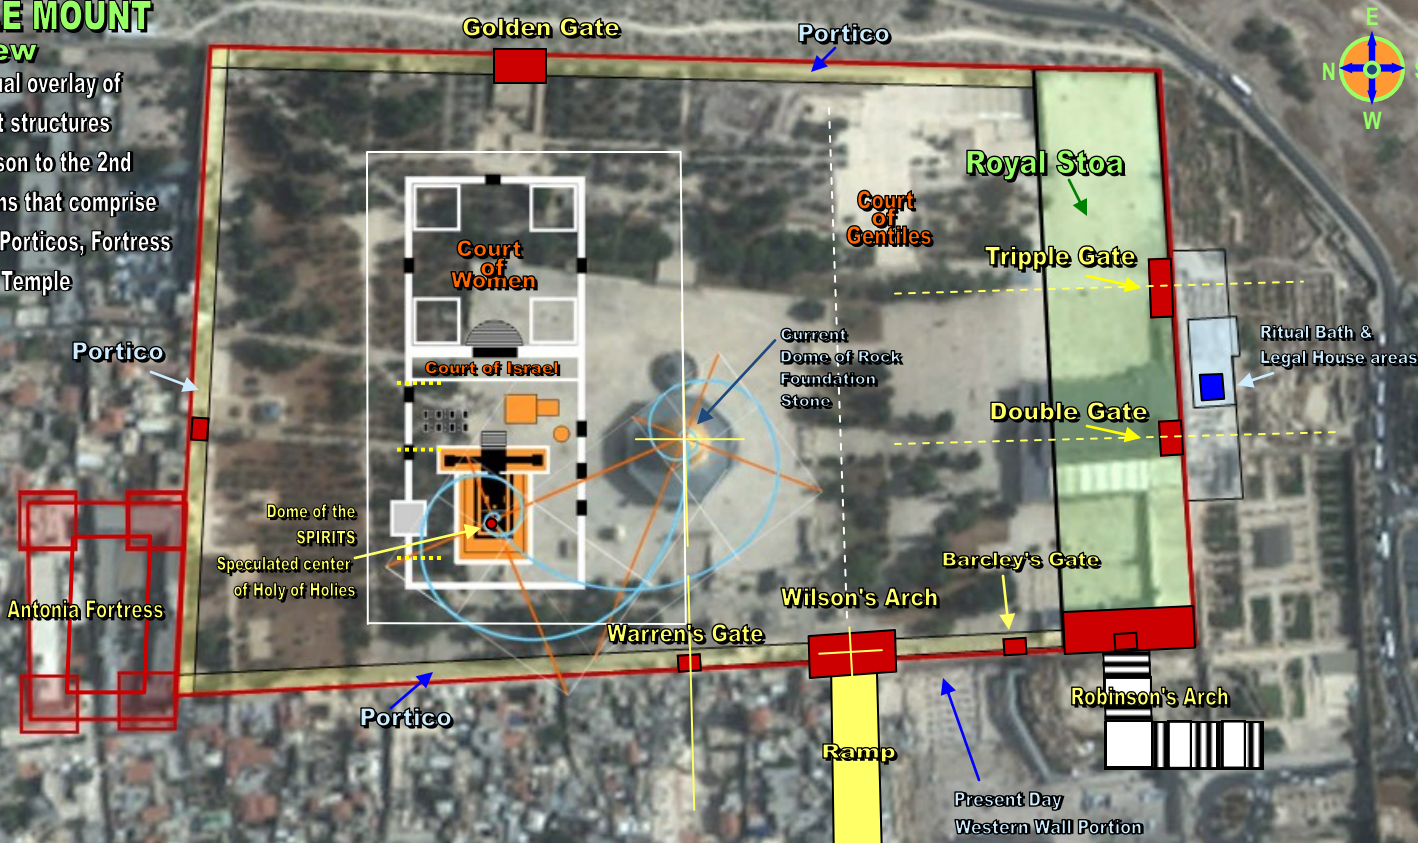 E MOUNT
ew
ual overlay of
t structures
son to the 2nd
ns that comprise
Porticos, Fortress
Temple
Golden Gate
Portico
E
N
S
W
Royal Stoa
Court
of
Gentiles
Court
of
Women
Tripple Gate
Current
Dome of Rock
Foundation
Stone
Ritual Bath &
Legal House areas
Portico
Court of Israel
Double Gate
Dome of the
SPIRITS
Speculated center
of Holy of Holies
Antonia Fortress
Barcley's Gate
Wilson's Arch
Warren's Gate
Portico
Robinson's Arch
Ramp
Present Day
Western Wall Portion